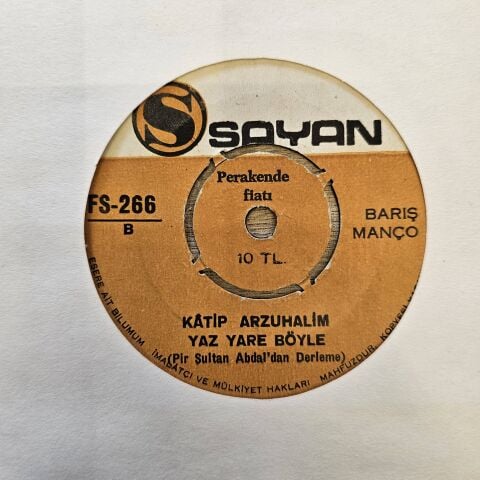 S SAYAN
Perakende
fiatı
FS-266
B
BARIŞ
MANÇO
10 TL.
KÂTİP ARZUHALİM
YAZ YARE BÖYLE
(Pir Şultan Abdal'dan Derleme)
ESERE AİT BİLUMUM İMALÂTÇI VE MÜLKİYET HAKLARI MAHFUZDUR.